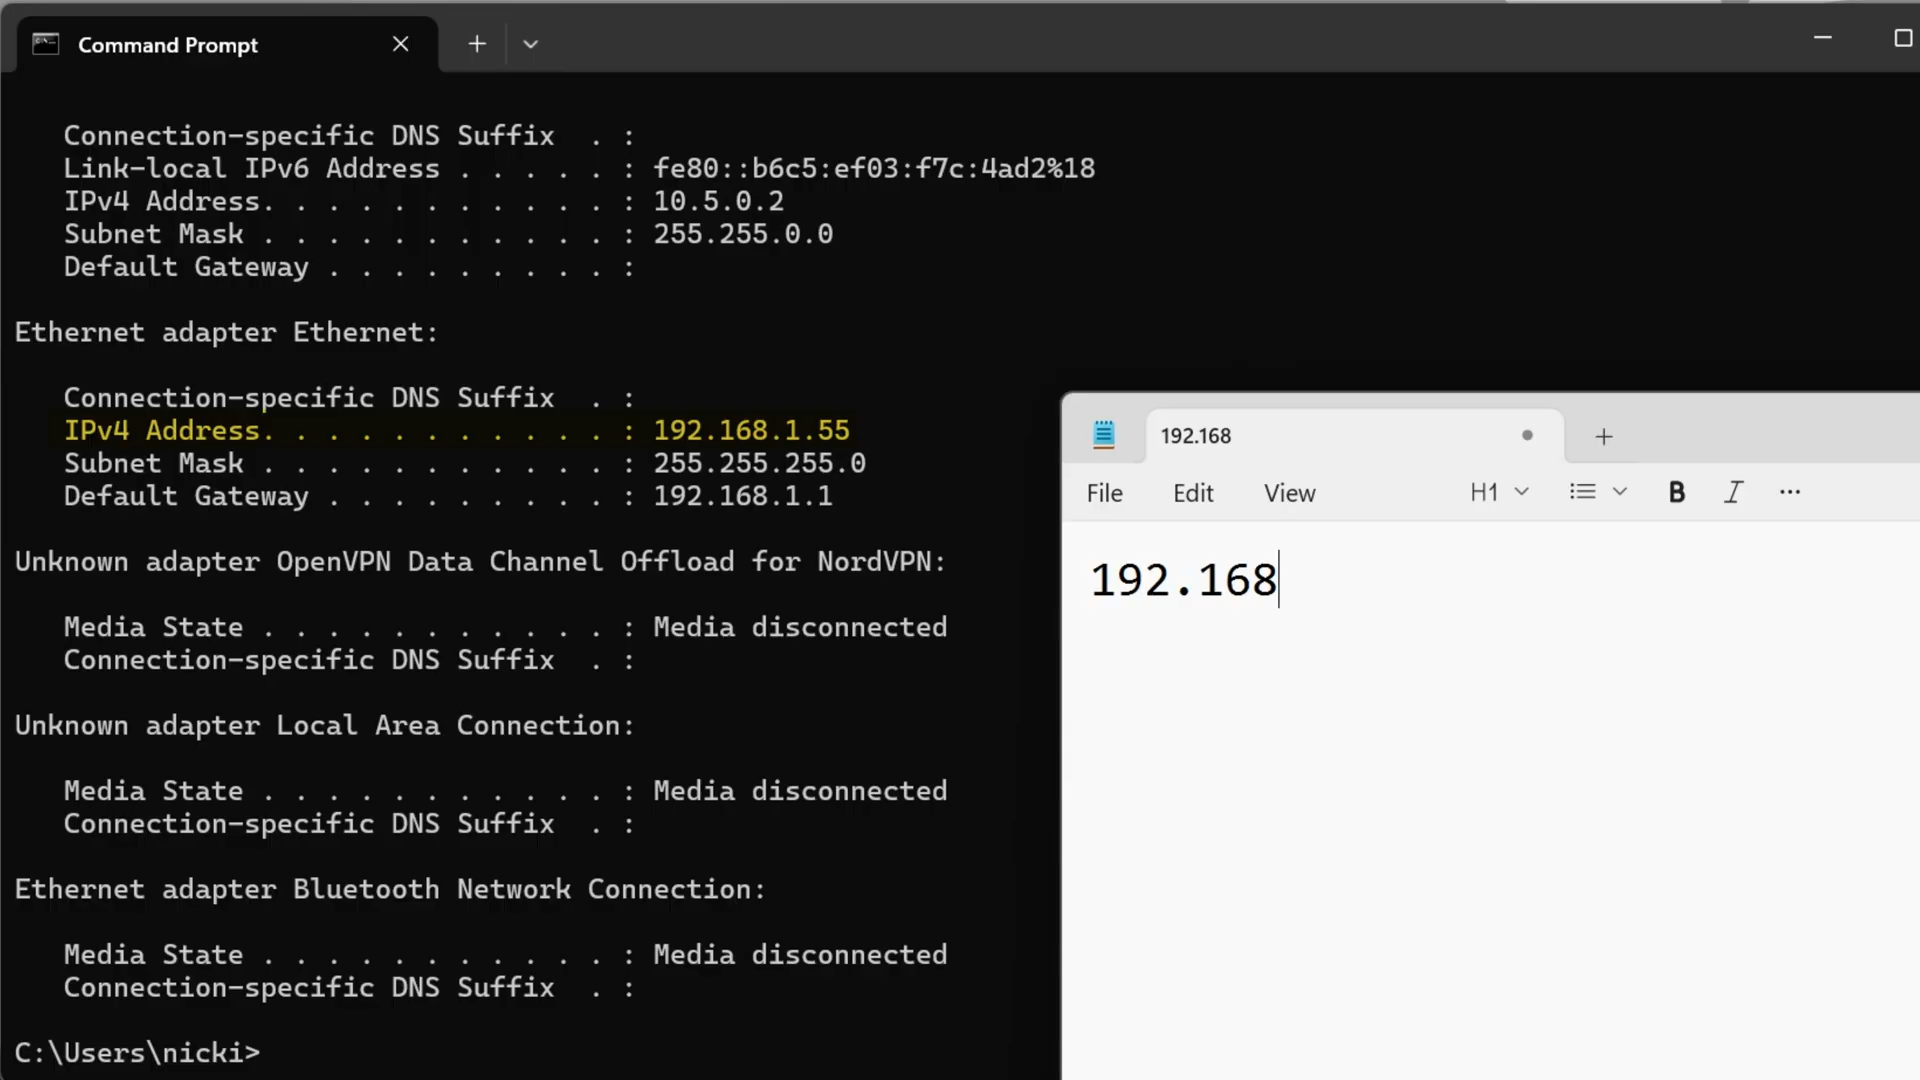 Command Prompt
Connection-specific DNS Suffix  . :
Link-local IPv6 Address . . . . . : fe80::b6c5:ef03:f7c:4ad2%18
IPv4 Address. . . . . . . . . . . : 10.5.0.2
Subnet Mask . . . . . . . . . . . : 255.255.0.0
Default Gateway . . . . . . . . . :
Ethernet adapter Ethernet:
Connection-specific DNS Suffix  . :
IPv4 Address. . . . . . . . . . . : 192.168.1.55
Subnet Mask . . . . . . . . . . . : 255.255.255.0
Default Gateway . . . . . . . . . : 192.168.1.1
Unknown adapter OpenVPN Data Channel Offload for NordVPN:
Media State . . . . . . . . . . . : Media disconnected
Connection-specific DNS Suffix  . :
Unknown adapter Local Area Connection:
Media State . . . . . . . . . . . : Media disconnected
Connection-specific DNS Suffix  . :
Ethernet adapter Bluetooth Network Connection:
Media State . . . . . . . . . . . : Media disconnected
Connection-specific DNS Suffix  . :
C:\Users\nicki>
192.168
File Edit View H1 B I ...
192.168